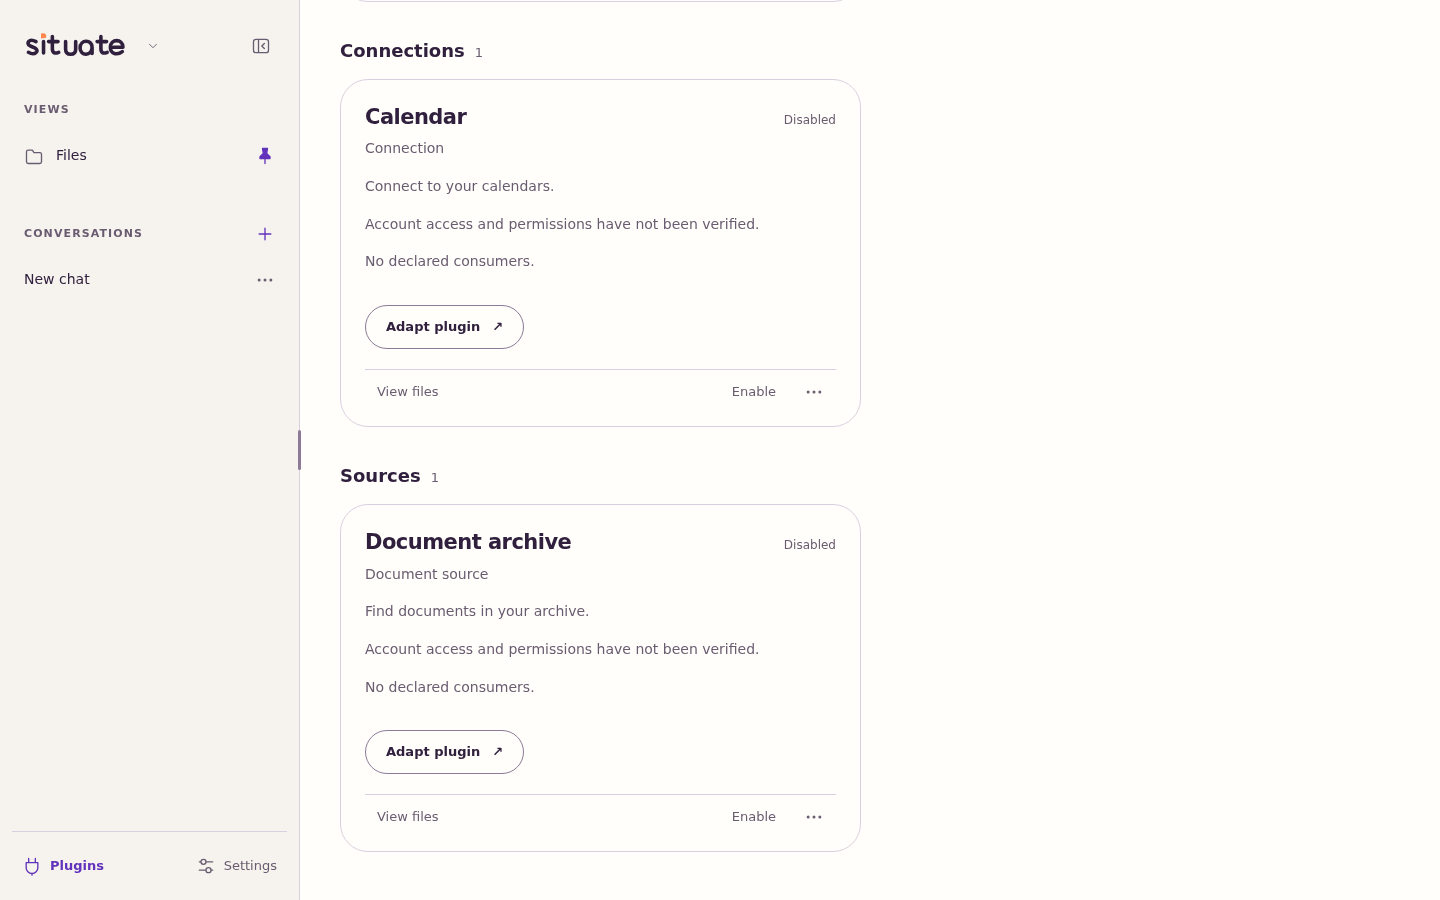 situate
VIEWS
Files
CONVERSATIONS
New chat
Plugins
Settings
Connections 1
Calendar
Disabled
Connection
Connect to your calendars.
Account access and permissions have not been verified.
No declared consumers.
Adapt plugin ↗
View files
Enable
Sources 1
Document archive
Disabled
Document source
Find documents in your archive.
Account access and permissions have not been verified.
No declared consumers.
Adapt plugin ↗
View files
Enable